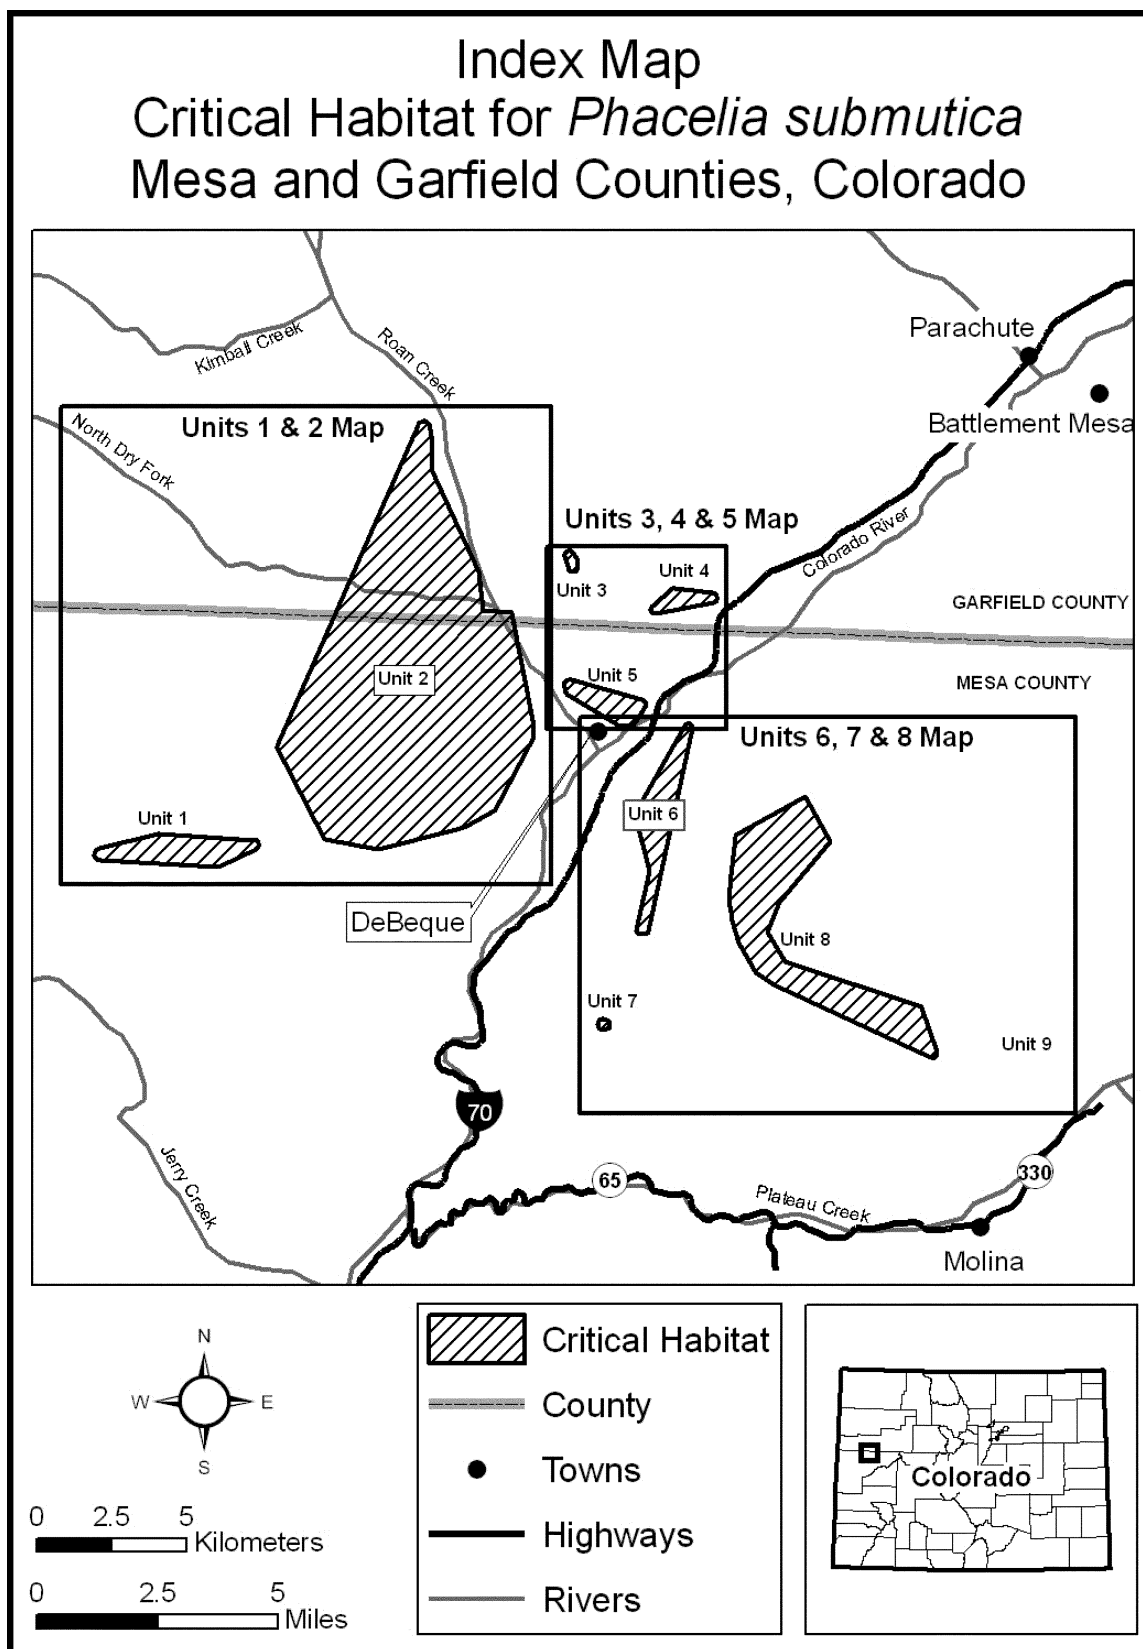 Index Map
Critical Habitat for Phacelia submutica
Mesa and Garfield Counties, Colorado
Parachute
Kimball Creek
Roan Creek
Battlement Mesa
Units 1 & 2 Map
North Dry Fork
Units 3, 4 & 5 Map
Colorado River
Unit 3
Unit 4
GARFIELD COUNTY
Unit 2
Unit 5
MESA COUNTY
Units 6, 7 & 8 Map
Unit 1
Unit 6
DeBeque
Unit 8
Unit 7
Unit 9
70
Jerry Creek
65
330
Plateau Creek
Molina
N
W
E
S
0 2.5 5
Kilometers
0 2.5 5
Miles
Critical Habitat
County
Towns
Highways
Rivers
Colorado